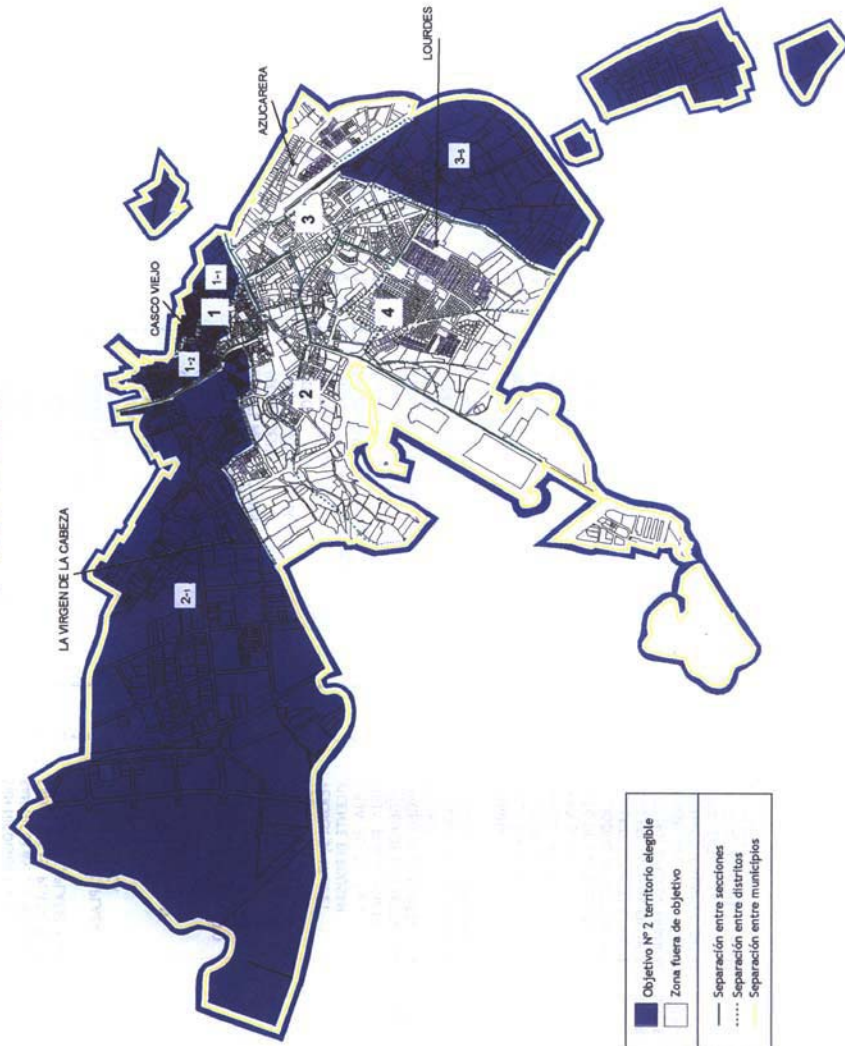 AZUCARERA
LOURDES
CASCO VIEJO
LA VIRGEN DE LA CABEZA
1-1
1
1-2
3
3-5
2
4
2-1
Objetivo Nº 2 territorio elegible
Zona fuera de objetivo
Separación entre secciones
Separación entre distritos
Separación entre municipios